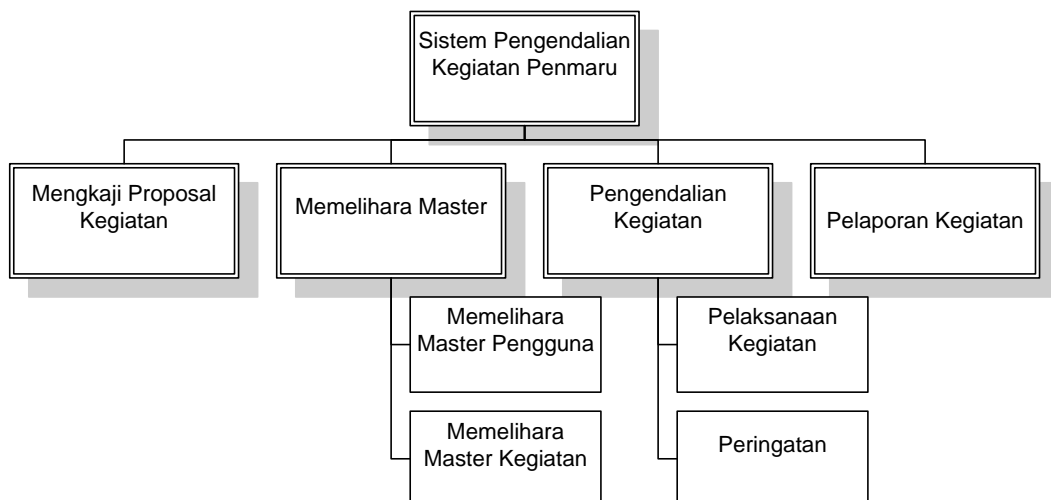 Sistem Pengendalian
Kegiatan Penmaru
Mengkaji Proposal
Kegiatan
Memelihara Master
Pengendalian
Kegiatan
Pelaporan Kegiatan
Memelihara
Master Pengguna
Pelaksanaan
Kegiatan
Memelihara
Master Kegiatan
Peringatan